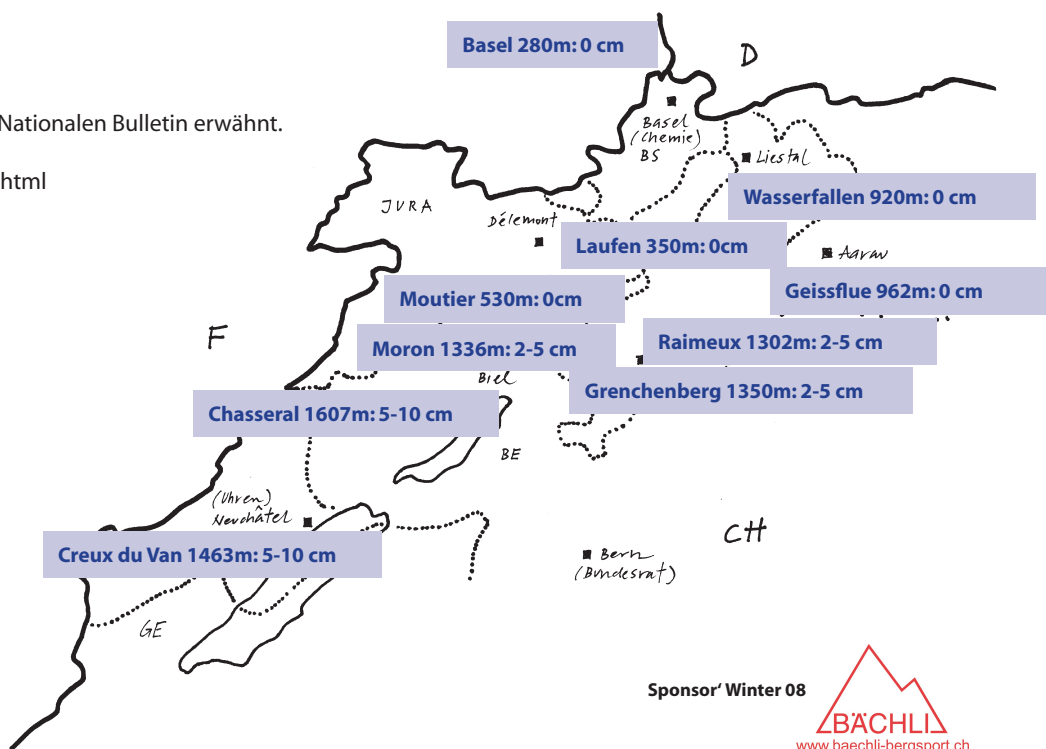 Basel 280m: 0 cm
D
Nationalen Bulletin erwähnt.
Basel
(Chemie)
BS
Liestal
html
JURA
Wasserfallen 920m: 0 cm
Délemont
Laufen 350m: 0cm
Aarau
Moutier 530m: 0cm
Geissflue 962m: 0 cm
F
Moron 1336m: 2-5 cm
Raimeux 1302m: 2-5 cm
Biel
Grenchenberg 1350m: 2-5 cm
Chasseral 1607m: 5-10 cm
BE
(Uhren)
Neuchâtel
CH
Creux du Van 1463m: 5-10 cm
Bern
(Bundesrat)
GE
Sponsor' Winter 08
BÄCHLI
www.baechli-bergsport.ch